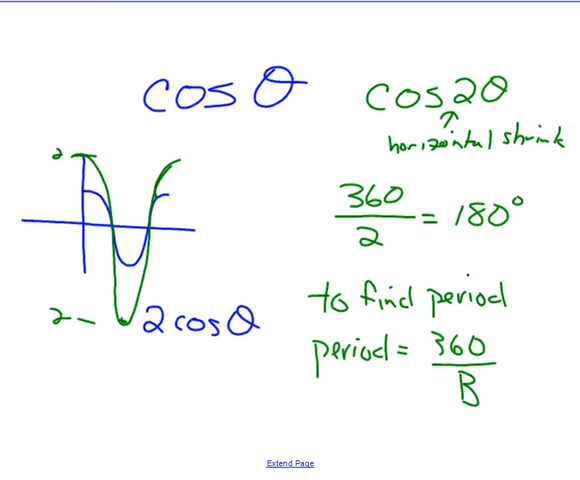 cos θ
cos 2θ
↑
horizontal shrink
2
360
2
= 180°
2 –
2 cos θ
to find period
period = 360
B
Extend Page